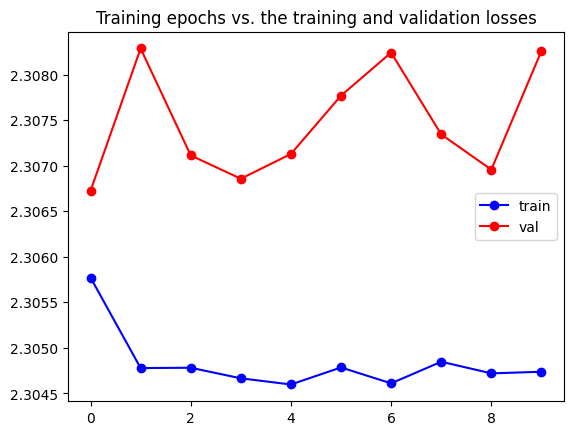 Training epochs vs. the training and validation losses
2.3080
2.3075
2.3070
2.3065
2.3060
2.3055
2.3050
2.3045
train
val
0 2 4 6 8